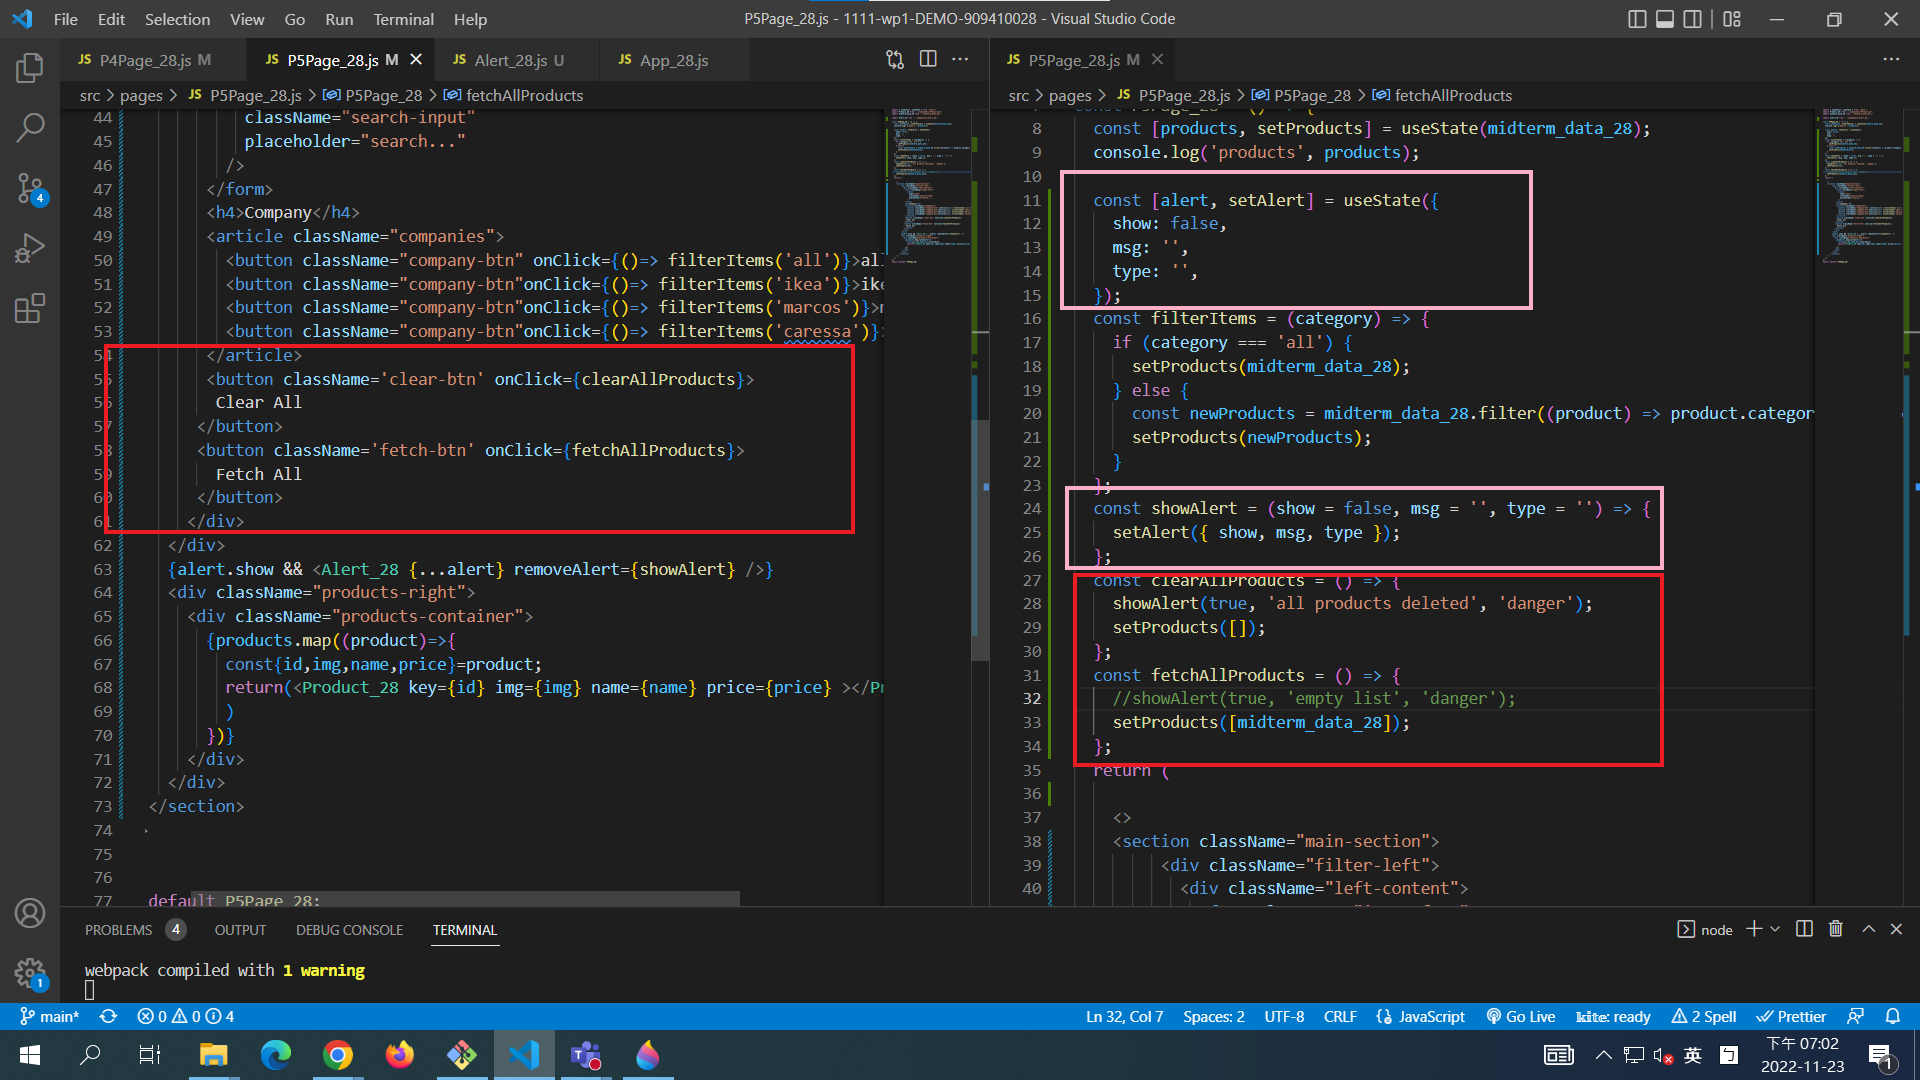 File Edit Selection View Go Run Terminal Help
P5Page_28.js - 1111-wp1-DEMO-909410028 - Visual Studio Code
JS P4Page_28.js M
JS P5Page_28.js M
JS Alert_28.js U
JS App_28.js
src > pages > JS P5Page_28.js > P5Page_28 > fetchAllProducts
44 className="search-input"
45 placeholder="search..."
46 />
47 </form>
48 <h4>Company</h4>
49 <article className="companies">
50 <button className="company-btn" onClick={()=> filterItems('all')}>al
51 <button className="company-btn"onClick={()=> filterItems('ikea')}>ike
52 <button className="company-btn"onClick={()=> filterItems('marcos')}>
53 <button className="company-btn"onClick={()=> filterItems('caressa')}>
54 </article>
55 <button className='clear-btn' onClick={clearAllProducts}>
56 Clear All
57 </button>
58 <button className='fetch-btn' onClick={fetchAllProducts}>
59 Fetch All
60 </button>
61 </div>
62 </div>
63 {alert.show && <Alert_28 {...alert} removeAlert={showAlert} />}
64 <div className="products-right">
65 <div className="products-container">
66 {products.map((product)=>{
67 const{id,img,name,price}=product;
68 return(<Product_28 key={id} img={img} name={name} price={price} ></P
69 )
70 })}
71 </div>
72 </div>
73 </section>
74
75
76
77 default P5Page_28;
JS P5Page_28.js M
src > pages > JS P5Page_28.js > P5Page_28 > fetchAllProducts
8 const [products, setProducts] = useState(midterm_data_28);
9 console.log('products', products);
10
11 const [alert, setAlert] = useState({
12 show: false,
13 msg: '',
14 type: '',
15 });
16 const filterItems = (category) => {
17 if (category === 'all') {
18 setProducts(midterm_data_28);
19 } else {
20 const newProducts = midterm_data_28.filter((product) => product.categor
21 setProducts(newProducts);
22 }
23 };
24 const showAlert = (show = false, msg = '', type = '') => {
25 setAlert({ show, msg, type });
26 };
27 const clearAllProducts = () => {
28 showAlert(true, 'all products deleted', 'danger');
29 setProducts([]);
30 };
31 const fetchAllProducts = () => {
32 //showAlert(true, 'empty list', 'danger');
33 setProducts([midterm_data_28]);
34 };
35 return (
36
37 <>
38 <section className="main-section">
39 <div className="filter-left">
40 <div className="left-content">
PROBLEMS 4 OUTPUT DEBUG CONSOLE TERMINAL
node
webpack compiled with 1 warning
4
1
main* 0 0 4
Ln 32, Col 7 Spaces: 2 UTF-8 CRLF {} JavaScript Go Live kite: ready 2 Spell Prettier
英
下午 07:02
2022-11-23
1